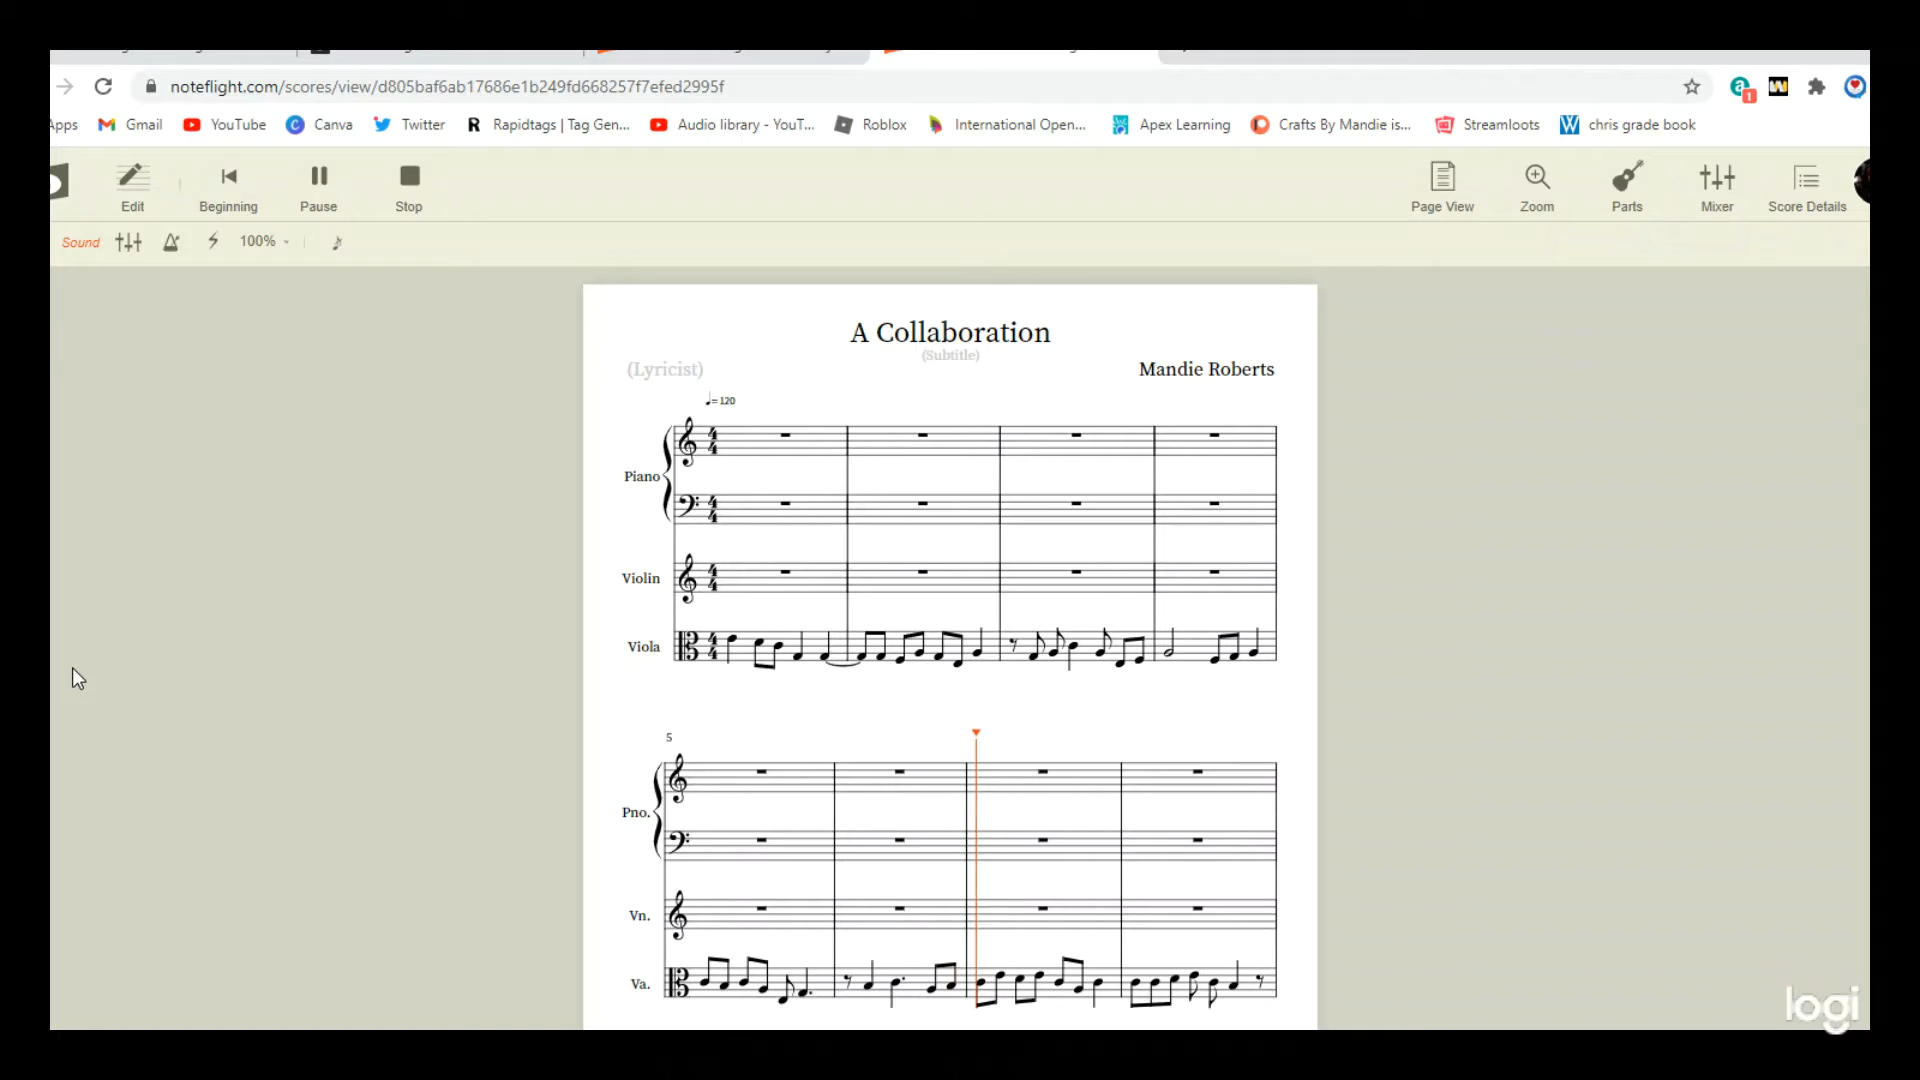 noteflight.com/scores/view/d805baf6ab17686e1b249fd668257f7efed2995f
Apps Gmail YouTube Canva Twitter Rapidtags | Tag Gen... Audio library - YouT... Roblox International Open... Apex Learning Crafts By Mandie is... Streamloots chris grade book
Edit Beginning Pause Stop Page View Zoom Parts Mixer Score Details
Sound 100%
A Collaboration
(Subtitle)
(Lyricist) Mandie Roberts
= 120
Piano
Violin
Viola
5
Pno.
Vn.
Va.
logi